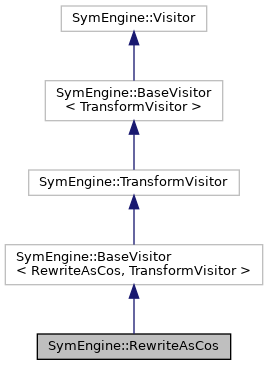 SymEngine::Visitor
SymEngine::BaseVisitor
< TransformVisitor >
SymEngine::TransformVisitor
SymEngine::BaseVisitor
< RewriteAsCos, TransformVisitor >
SymEngine::RewriteAsCos